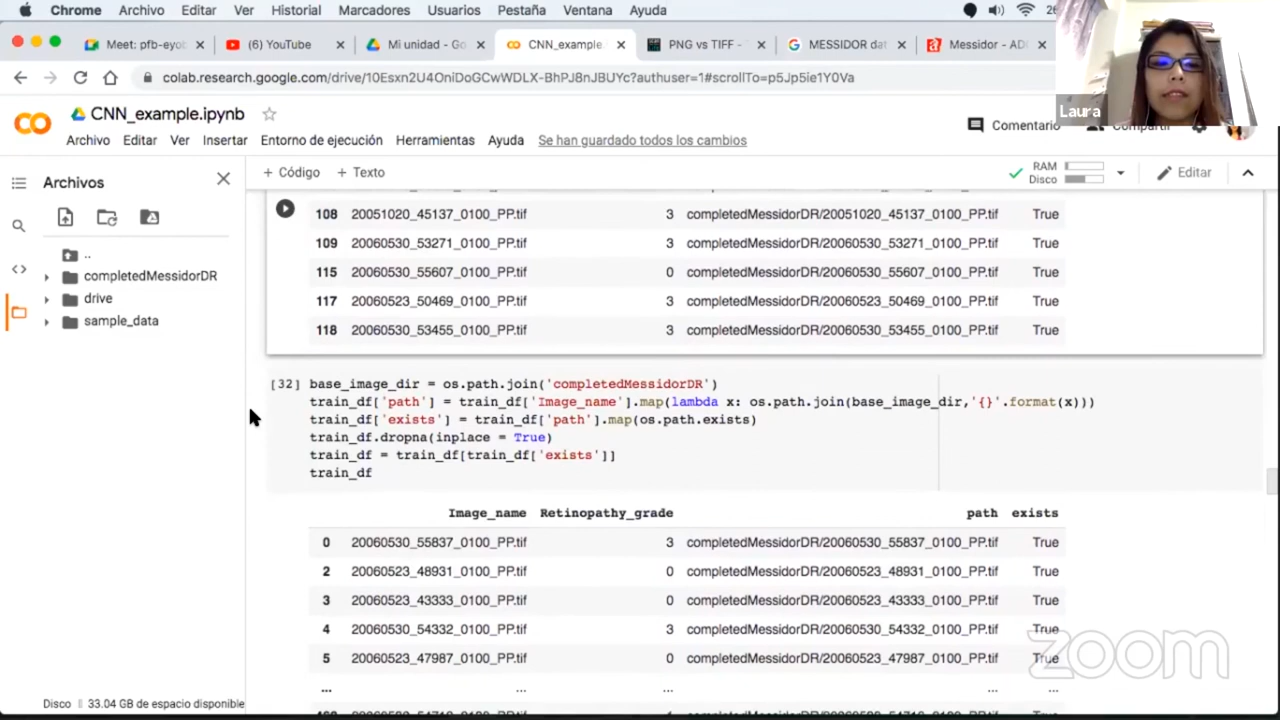 Chrome Archivo Editar Ver Historial Marcadores Usuarios Pestaña Ventana Ayuda
Meet: pfb-eyob × (6) YouTube × Mi unidad - Go × CNN_example. × PNG vs TIFF - × MESSIDOR dat × Messidor - AD ×
colab.research.google.com/drive/10Esxn2U4OniDoGCwWDLX-BhPJ8nJBUYc?authuser=1#scrollTo=p5Jp5ie1Y0Va
Laura
CNN_example.ipynb
Comentario Compartir
Archivo Editar Ver Insertar Entorno de ejecución Herramientas Ayuda Se han guardado todos los cambios
+ Código + Texto
RAM
Disco
Editar
Archivos
..
completedMessidorDR
drive
sample_data
Disco 33.04 GB de espacio disponible
108 20051020_45137_0100_PP.tif 3 completedMessidorDR/20051020_45137_0100_PP.tif True
109 20060530_53271_0100_PP.tif 3 completedMessidorDR/20060530_53271_0100_PP.tif True
115 20060530_55607_0100_PP.tif 0 completedMessidorDR/20060530_55607_0100_PP.tif True
117 20060523_50469_0100_PP.tif 3 completedMessidorDR/20060523_50469_0100_PP.tif True
118 20060530_53455_0100_PP.tif 3 completedMessidorDR/20060530_53455_0100_PP.tif True
[32] base_image_dir = os.path.join('completedMessidorDR')
train_df['path'] = train_df['Image_name'].map(lambda x: os.path.join(base_image_dir,'{}'.format(x)))
train_df['exists'] = train_df['path'].map(os.path.exists)
train_df.dropna(inplace = True)
train_df = train_df[train_df['exists']]
train_df
Image_name Retinopathy_grade path exists
0 20060530_55837_0100_PP.tif 3 completedMessidorDR/20060530_55837_0100_PP.tif True
2 20060523_48931_0100_PP.tif 0 completedMessidorDR/20060523_48931_0100_PP.tif True
3 20060523_43333_0100_PP.tif 0 completedMessidorDR/20060523_43333_0100_PP.tif True
4 20060530_54332_0100_PP.tif 3 completedMessidorDR/20060530_54332_0100_PP.tif True
5 20060523_47987_0100_PP.tif 0 completedMessidorDR/20060523_47987_0100_PP.tif True
... ... ... ... ...
zoom